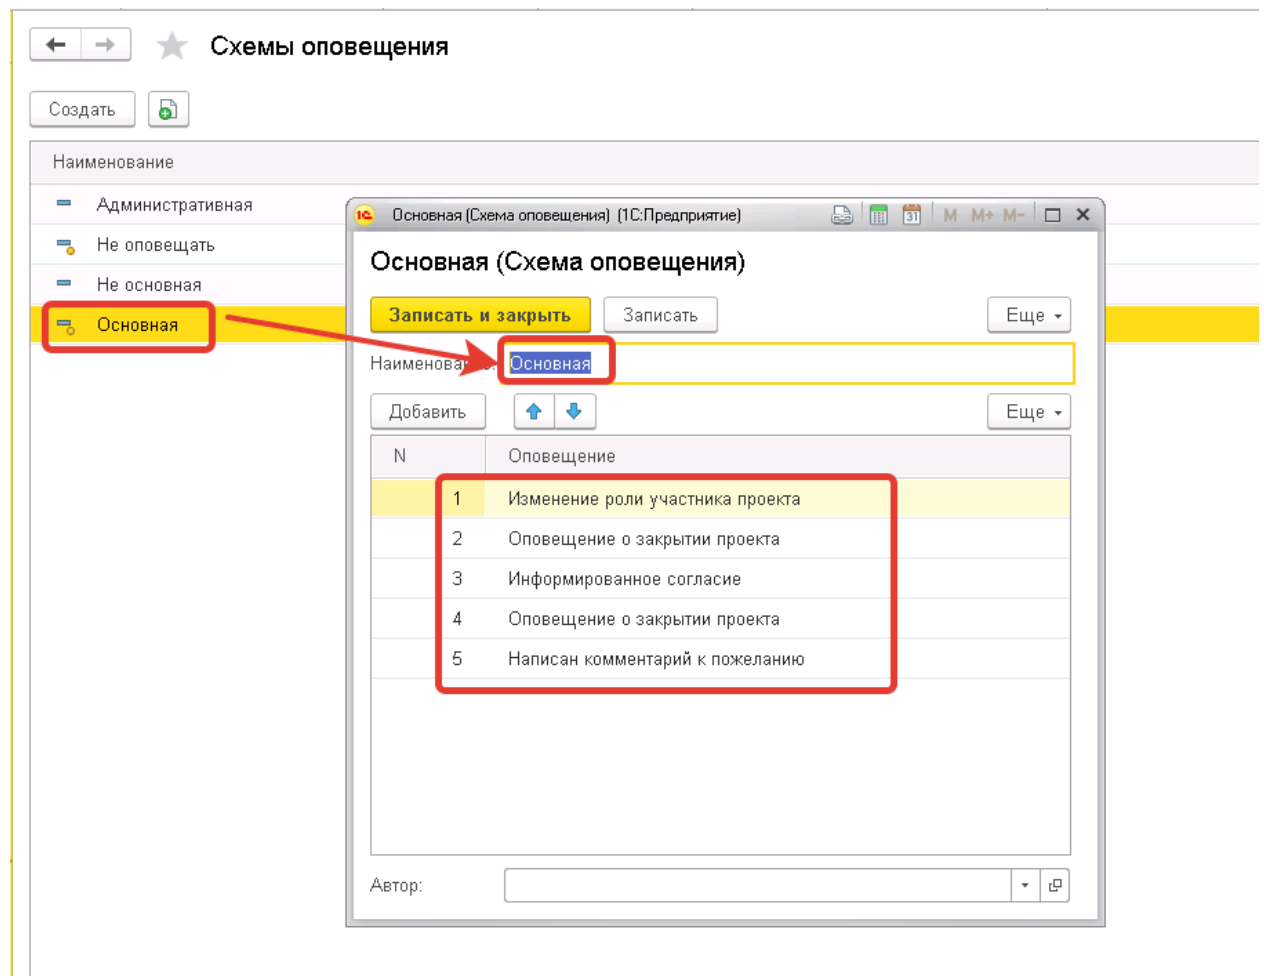 Схемы оповещения
Создать
Наименование
Административная
Не оповещать
Не основная
Основная
1С Основная (Схема оповещения) (1С:Предприятие) 31 M M+ M-
Основная (Схема оповещения)
Записать и закрыть Записать Еще
Наименование: Основная
Добавить Еще
N Оповещение
1 Изменение роли участника проекта
2 Оповещение о закрытии проекта
3 Информированное согласие
4 Оповещение о закрытии проекта
5 Написан комментарий к пожеланию
Автор: